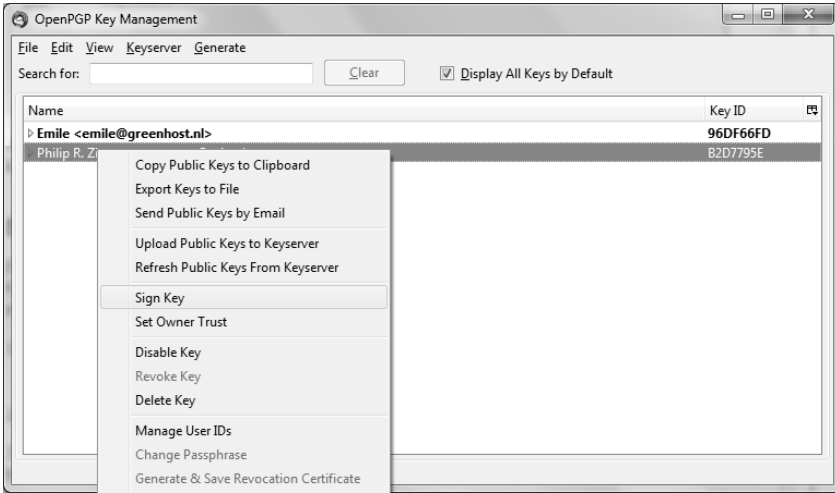 OpenPGP Key Management
File Edit View Keyserver Generate
Search for: Clear Display All Keys by Default
Name Key ID
Emile <emile@greenhost.nl> 96DF66FD
Philip R. B2D7795E
Copy Public Keys to Clipboard
Export Keys to File
Send Public Keys by Email
Upload Public Keys to Keyserver
Refresh Public Keys From Keyserver
Sign Key
Set Owner Trust
Disable Key
Revoke Key
Delete Key
Manage User IDs
Change Passphrase
Generate & Save Revocation Certificate